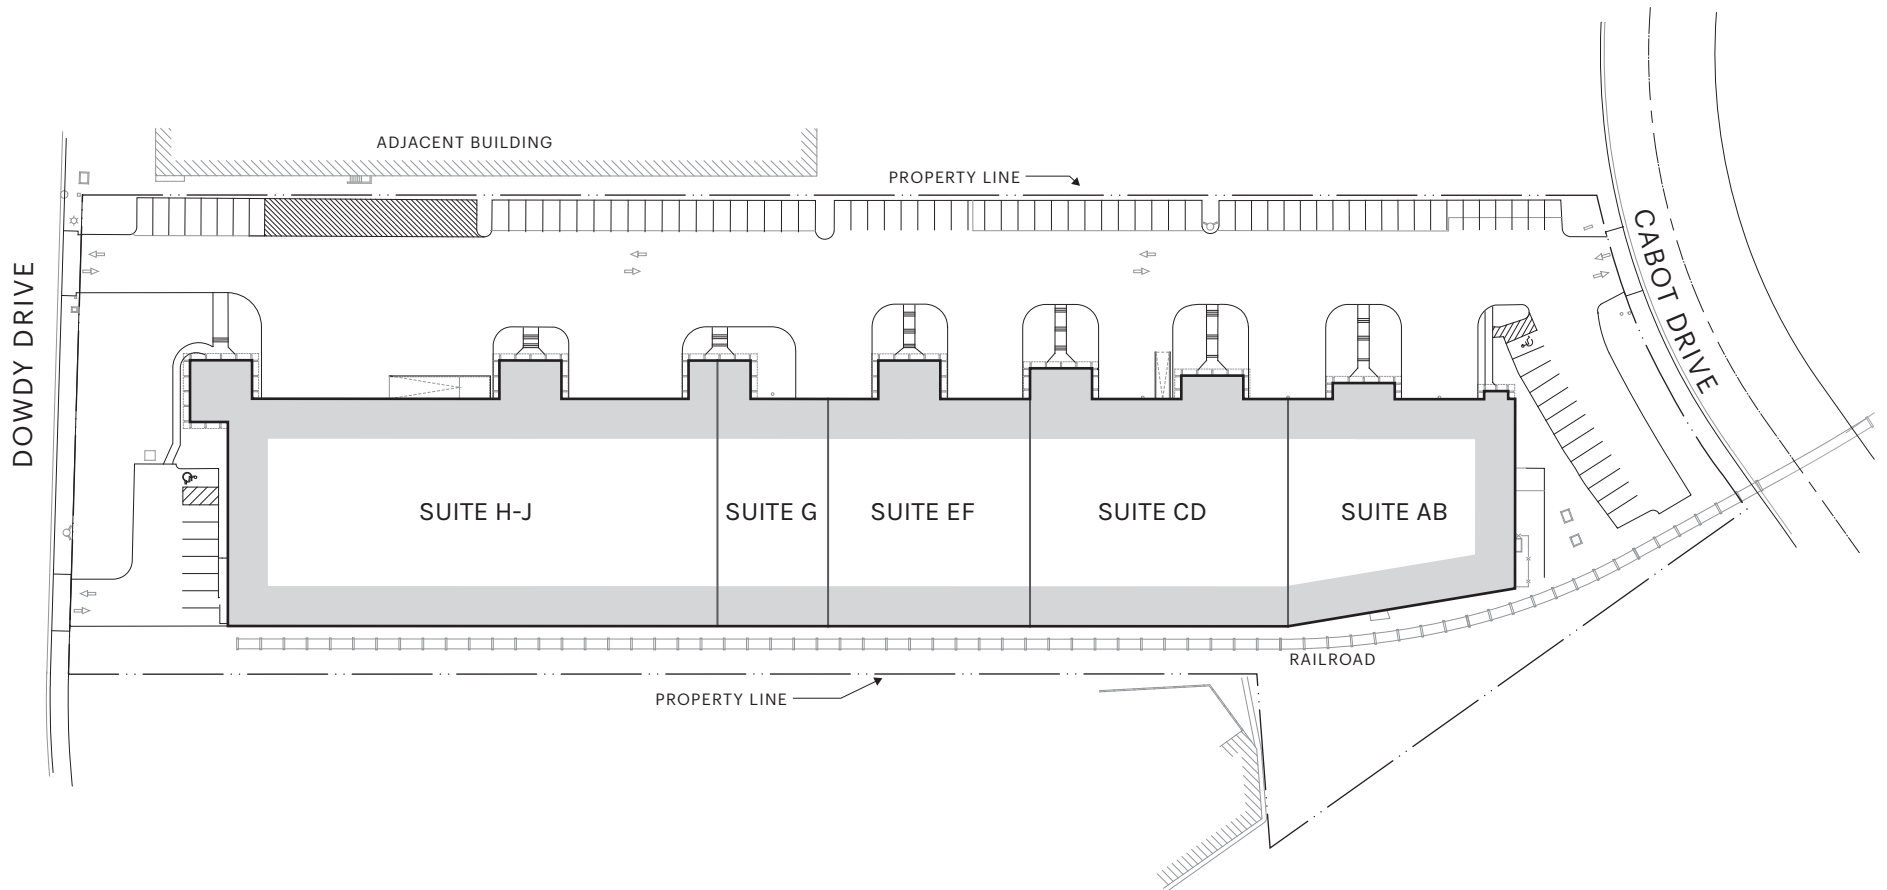 ADJACENT BUILDING
PROPERTY LINE
DOWDY DRIVE
CABOT DRIVE
SUITE H-J
SUITE G
SUITE EF
SUITE CD
SUITE AB
RAILROAD
PROPERTY LINE